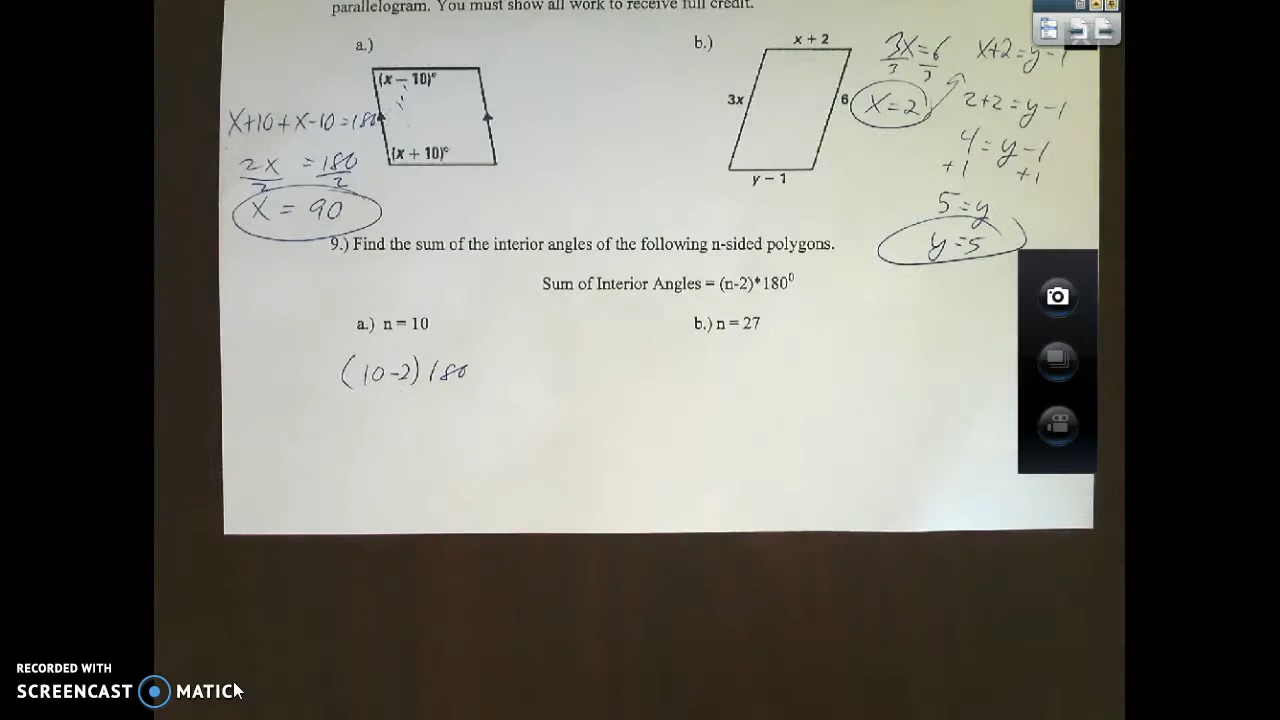 parallelogram. You must show all work to receive full credit.
a.)
(x – 10)°
(x + 10)°
x+10+x-10=180
2x = 180
2 2
x = 90
b.)
x + 2
3x
6
y – 1
3x=6
3 3
x=2
x+2=y-1
2+2=y-1
4=y-1
+1 +1
5=y
y=5
9.) Find the sum of the interior angles of the following n-sided polygons.
Sum of Interior Angles = (n-2)*180⁰
a.) n = 10
b.) n = 27
(10-2)180
RECORDED WITH
SCREENCAST MATIC